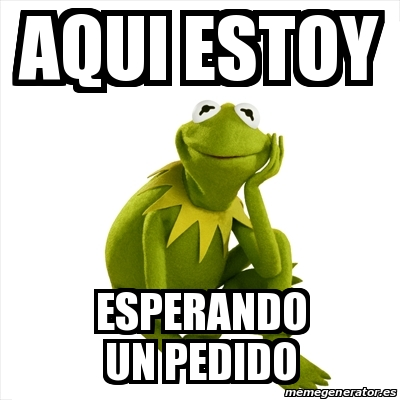 AQUI ESTOY
ESPERANDO
UN PEDIDO
memegenerator.es